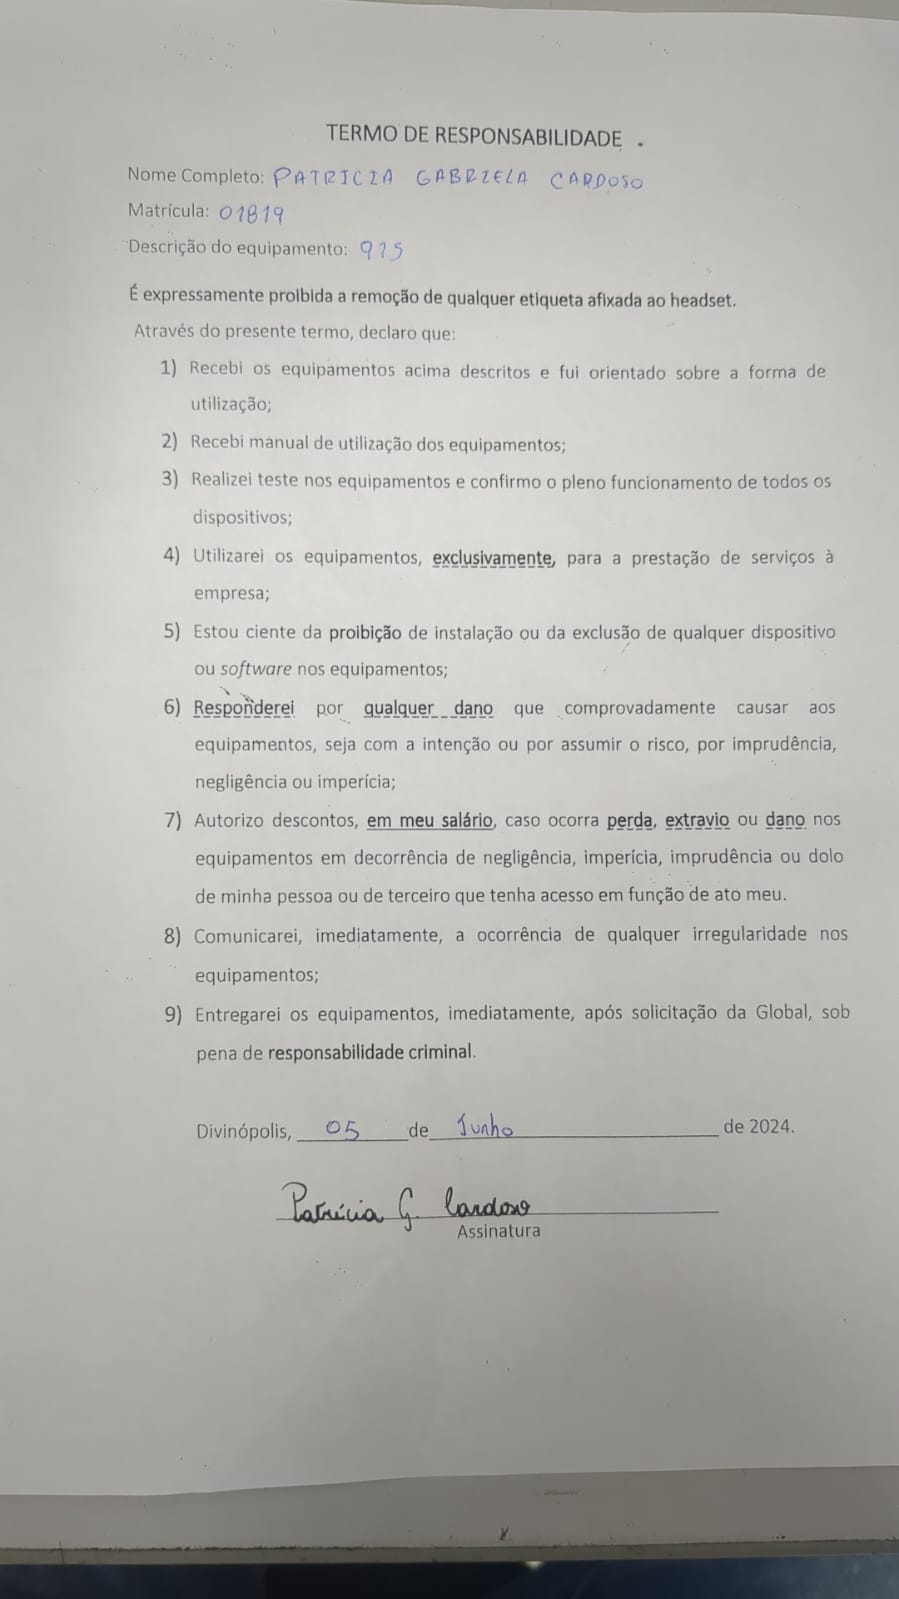 TERMO DE RESPONSABILIDADE
Nome Completo: PATRICIA GABRIELA CARDOSO
Matrícula: 01819
Descrição do equipamento: 915
É expressamente proibida a remoção de qualquer etiqueta afixada ao headset.
Através do presente termo, declaro que:
1) Recebi os equipamentos acima descritos e fui orientado sobre a forma de
utilização;
2) Recebi manual de utilização dos equipamentos;
3) Realizei teste nos equipamentos e confirmo o pleno funcionamento de todos os
dispositivos;
4) Utilizarei os equipamentos, exclusivamente, para a prestação de serviços à
empresa;
5) Estou ciente da proibição de instalação ou da exclusão de qualquer dispositivo
ou software nos equipamentos;
6) Responderei por qualquer dano que comprovadamente causar aos
equipamentos, seja com a intenção ou por assumir o risco, por imprudência,
negligência ou imperícia;
7) Autorizo descontos, em meu salário, caso ocorra perda, extravio ou dano nos
equipamentos em decorrência de negligência, imperícia, imprudência ou dolo
de minha pessoa ou de terceiro que tenha acesso em função de ato meu.
8) Comunicarei, imediatamente, a ocorrência de qualquer irregularidade nos
equipamentos;
9) Entregarei os equipamentos, imediatamente, após solicitação da Global, sob
pena de responsabilidade criminal.
Divinópolis, 05 de Junho de 2024.
Patrícia G. Cardoso
Assinatura